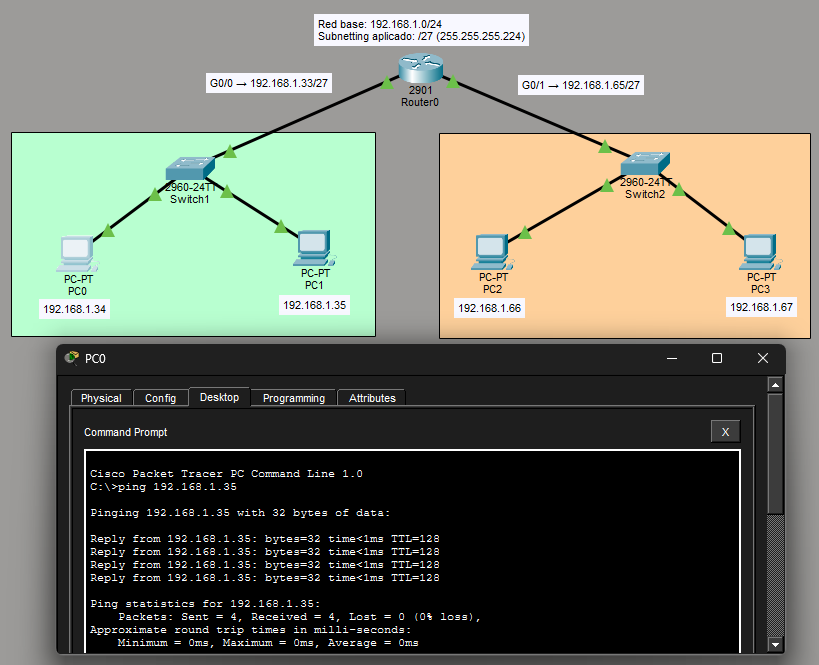 Red base: 192.168.1.0/24
Subnetting aplicado: /27 (255.255.255.224)
G0/0 → 192.168.1.33/27
G0/1 → 192.168.1.65/27
2901
Router0
2960-24TT
Switch1
2960-24TT
Switch2
PC-PT
PC0
192.168.1.34
PC-PT
PC1
192.168.1.35
PC-PT
PC2
192.168.1.66
PC-PT
PC3
192.168.1.67
PC0
Physical Config Desktop Programming Attributes
Command Prompt
X
Cisco Packet Tracer PC Command Line 1.0
C:\>ping 192.168.1.35
Pinging 192.168.1.35 with 32 bytes of data:
Reply from 192.168.1.35: bytes=32 time<1ms TTL=128
Reply from 192.168.1.35: bytes=32 time<1ms TTL=128
Reply from 192.168.1.35: bytes=32 time<1ms TTL=128
Reply from 192.168.1.35: bytes=32 time<1ms TTL=128
Ping statistics for 192.168.1.35:
Packets: Sent = 4, Received = 4, Lost = 0 (0% loss),
Approximate round trip times in milli-seconds:
Minimum = 0ms, Maximum = 0ms, Average = 0ms